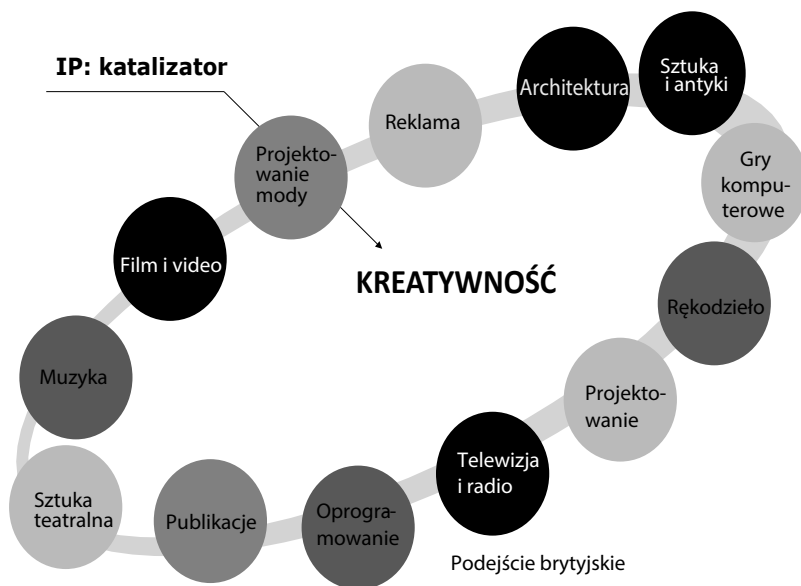 IP: katalizator
Sztuka
i antyki
Architektura
Reklama
Projekto-
wanie
mody
Gry
kompu-
terowe
Film i video
KREATYWNOŚĆ
Rękodzieło
Muzyka
Projekto-
wanie
Telewizja
i radio
Sztuka
teatralna
Publikacje
Oprogra-
mowanie
Podejście brytyjskie